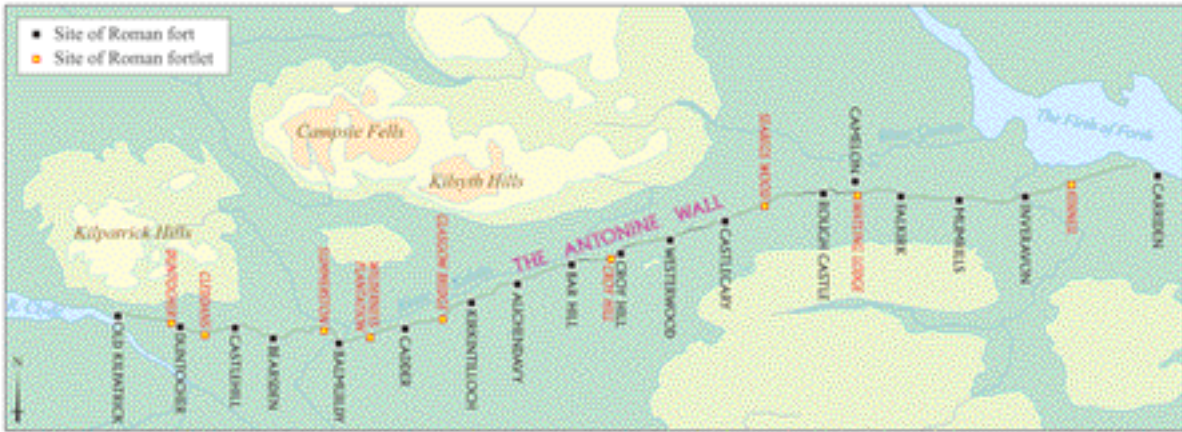 Site of Roman fort
Site of Roman fortlet
Campsie Fells
Kilsyth Hills
Kilpatrick Hills
The Firth of Forth
THE ANTONINE WALL
OLD KILPATRICK
DUNTOCHER
DUNTOCHER
CLEDDANS
CASTLEHILL
BEARSDEN
SUMMERSTON
BALMUILDY
WILDERNESS
PLANTATION
CADDER
GLASGOW BRIDGE
KIRKINTILLOCH
AUCHENDAVY
BAR HILL
CROY HILL
CROY HILL
WESTERWOOD
CASTLECARY
SEABEGS WOOD
ROUGH CASTLE
CAMELON
WATLING LODGE
FALKIRK
MUMRILLS
INVERAVON
KINNEIL
CARRIDEN